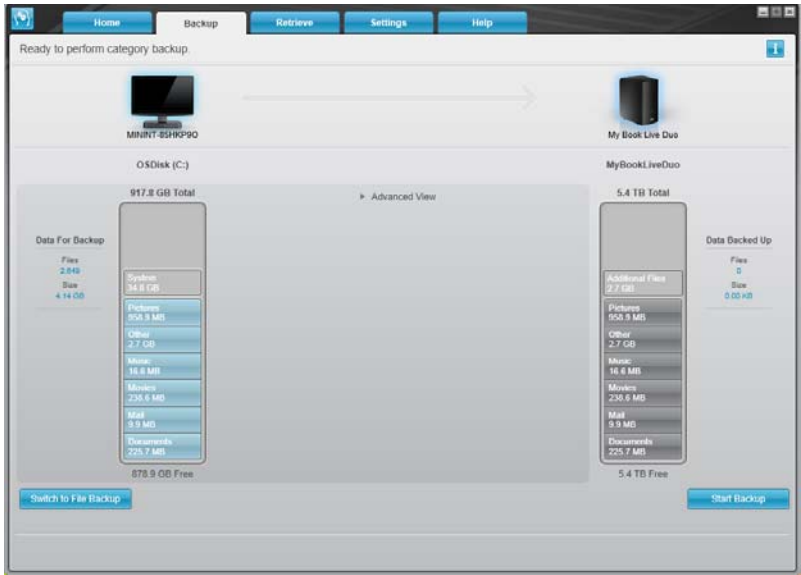 Home
Backup
Retrieve
Settings
Help
Ready to perform category backup.
i
MININT-85HKP9O
My Book Live Duo
OSDisk (C:)
MyBookLiveDuo
917.8 GB Total
Advanced View
5.4 TB Total
Data For Backup
Files
2,849
Size
4.14 GB
Data Backed Up
Files
0
Size
0.00 KB
System
34.8 GB
Pictures
958.9 MB
Other
2.7 GB
Music
16.6 MB
Movies
238.6 MB
Mail
9.9 MB
Documents
225.7 MB
Additional Files
2.7 GB
Pictures
958.9 MB
Other
2.7 GB
Music
16.6 MB
Movies
238.6 MB
Mail
9.9 MB
Documents
225.7 MB
878.9 GB Free
5.4 TB Free
Switch to File Backup
Start Backup